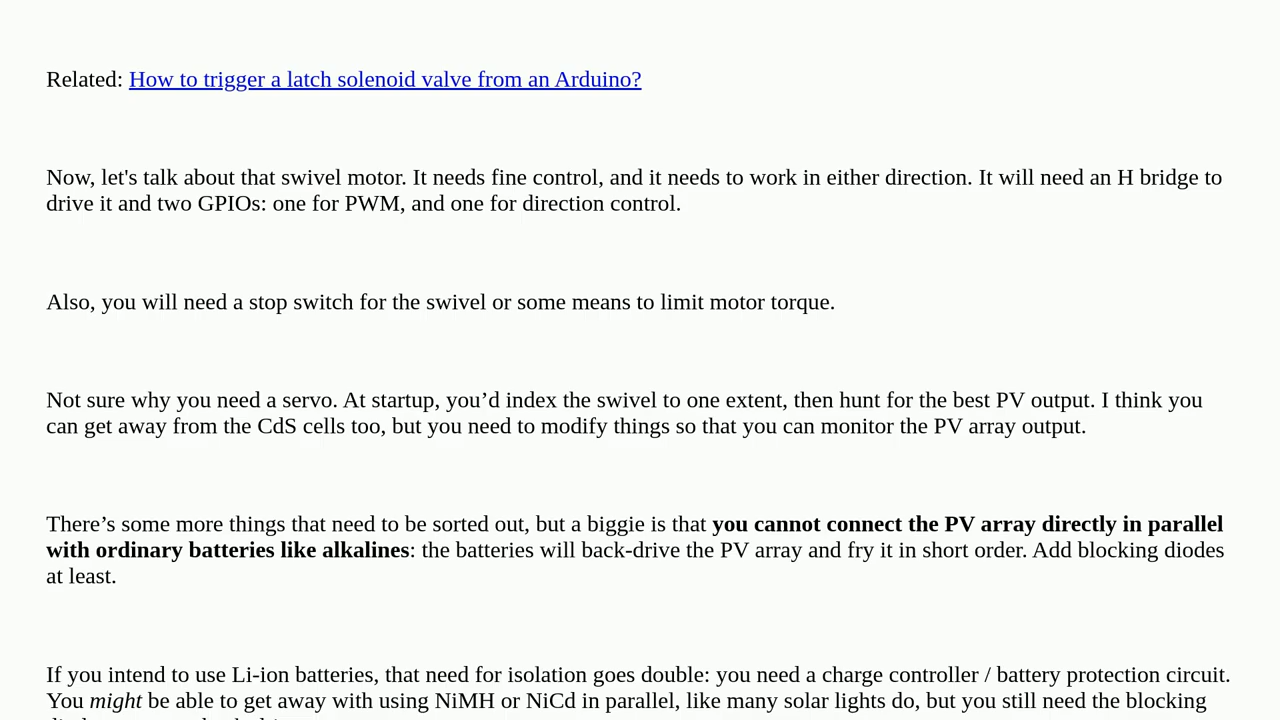 Related: How to trigger a latch solenoid valve from an Arduino?
Now, let's talk about that swivel motor. It needs fine control, and it needs to work in either direction. It will need an H bridge to
drive it and two GPIOs: one for PWM, and one for direction control.
Also, you will need a stop switch for the swivel or some means to limit motor torque.
Not sure why you need a servo. At startup, you’d index the swivel to one extent, then hunt for the best PV output. I think you
can get away from the CdS cells too, but you need to modify things so that you can monitor the PV array output.
There’s some more things that need to be sorted out, but a biggie is that you cannot connect the PV array directly in parallel
with ordinary batteries like alkalines: the batteries will back-drive the PV array and fry it in short order. Add blocking diodes
at least.
If you intend to use Li-ion batteries, that need for isolation goes double: you need a charge controller / battery protection circuit.
You might be able to get away with using NiMH or NiCd in parallel, like many solar lights do, but you still need the blocking